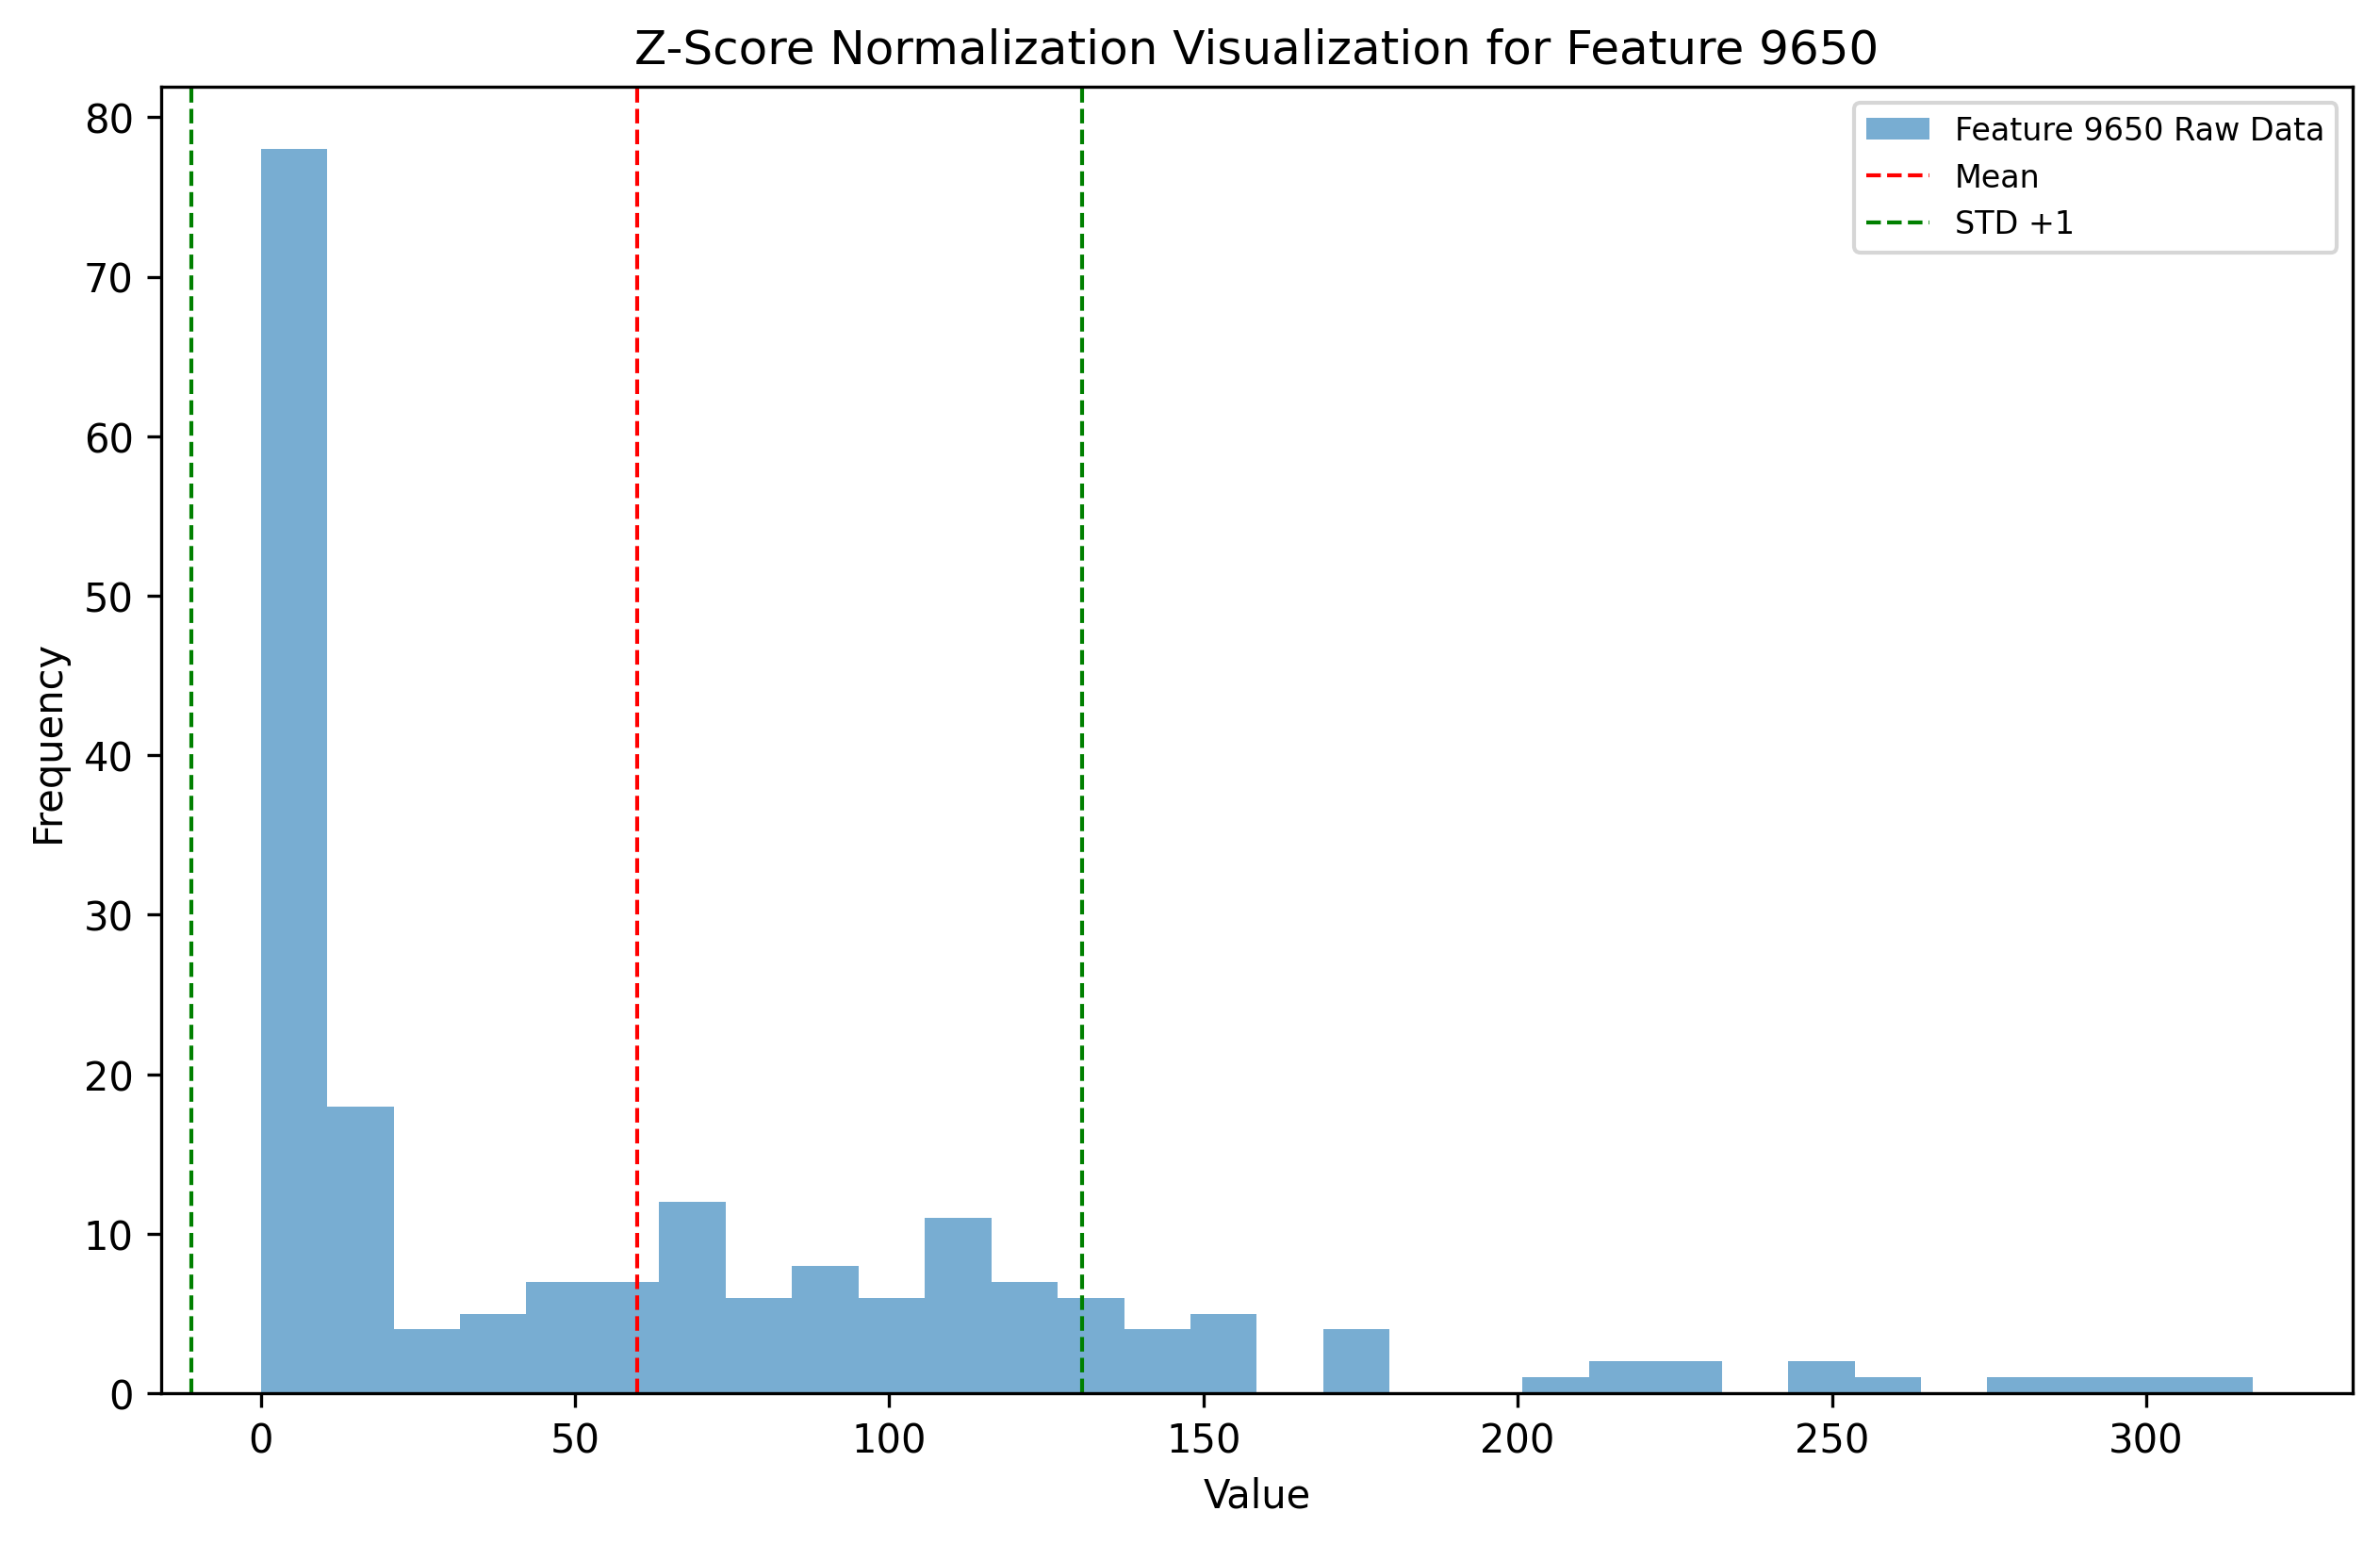 Z-Score Normalization Visualization for Feature 9650
Feature 9650 Raw Data
Mean
STD +1
Frequency
80
70
60
50
40
30
20
10
0
0 50 100 150 200 250 300
Value